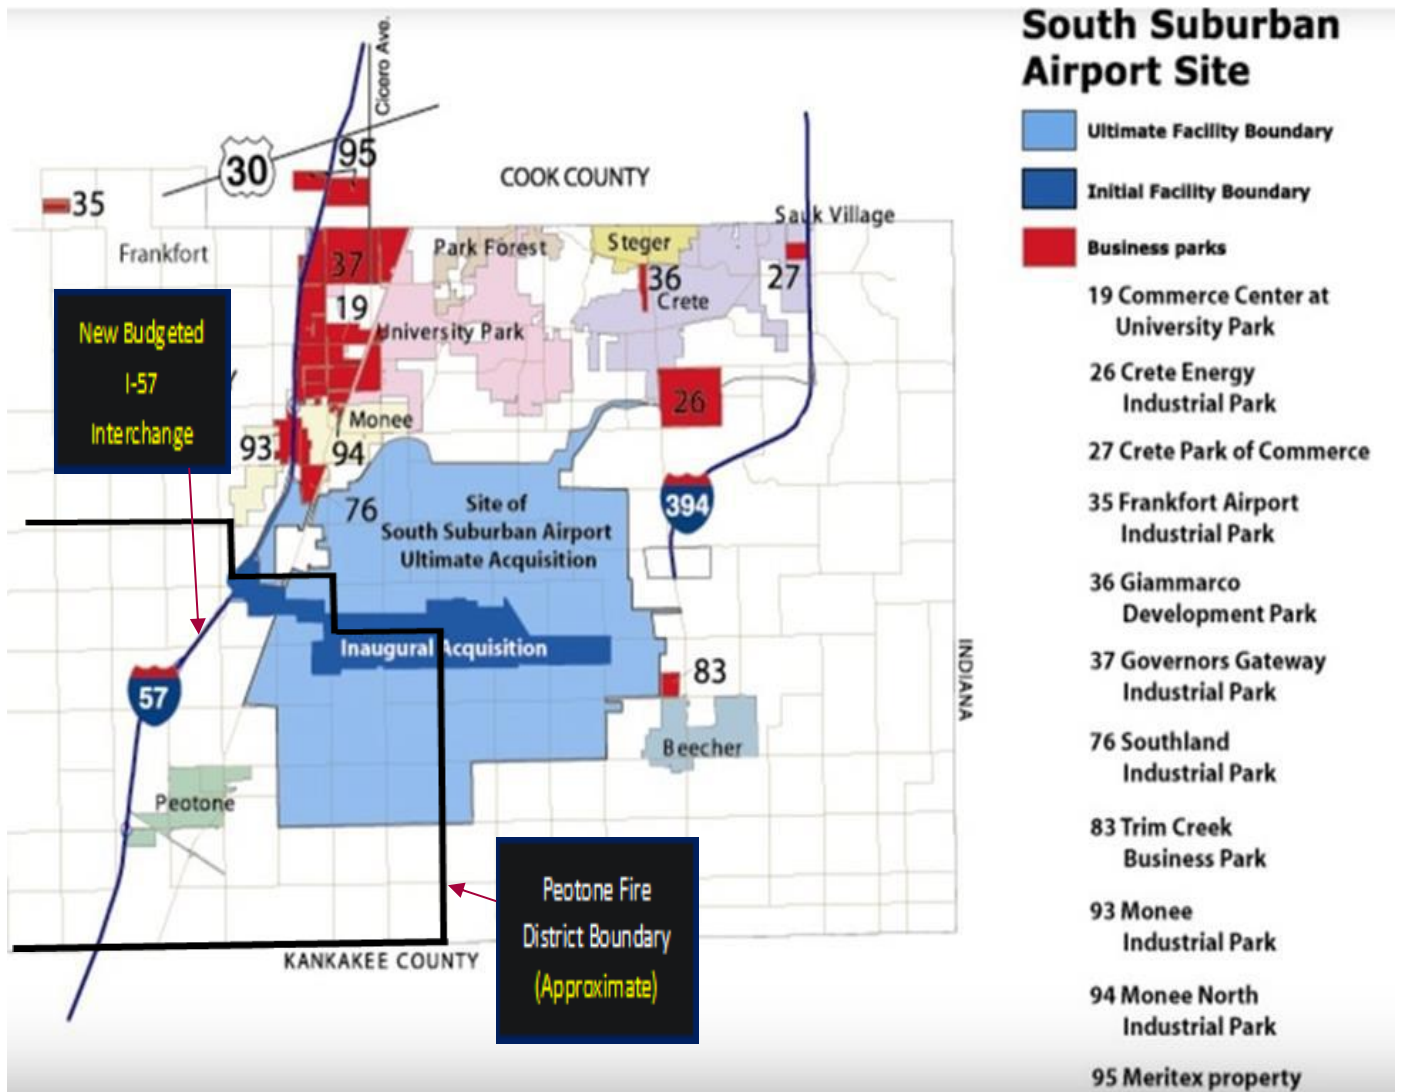 South Suburban
Airport Site
Ultimate Facility Boundary
Initial Facility Boundary
Business parks
19 Commerce Center at
University Park
26 Crete Energy
Industrial Park
27 Crete Park of Commerce
35 Frankfort Airport
Industrial Park
36 Giammarco
Development Park
37 Governors Gateway
Industrial Park
76 Southland
Industrial Park
83 Trim Creek
Business Park
93 Monee
Industrial Park
94 Monee North
Industrial Park
95 Meritex property
Cicero Ave.
30
95
COOK COUNTY
35
Sauk Village
Frankfort
Park Forest
Steger
37
36
27
Crete
19
University Park
New Budgeted
I-57
Interchange
26
Monee
93
94
76
Site of
South Suburban Airport
Ultimate Acquisition
394
Inaugural Acquisition
INDIANA
57
83
Beecher
Peotone
Peotone Fire
District Boundary
(Approximate)
KANKAKEE COUNTY